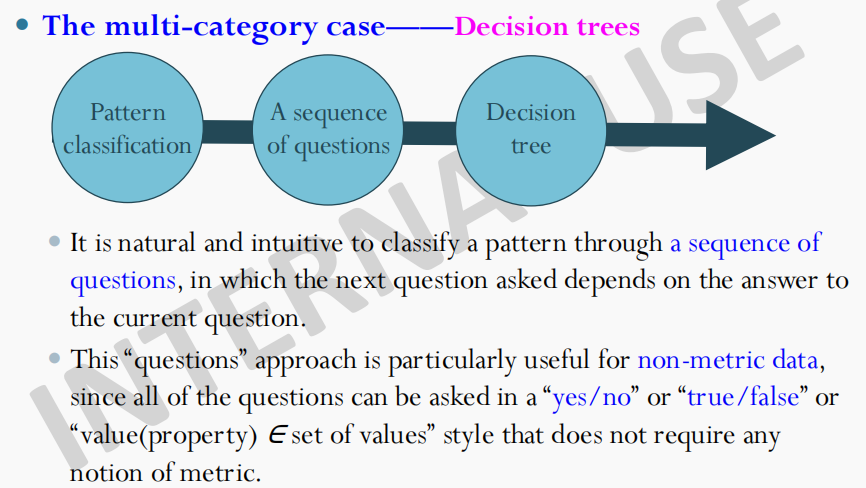 The multi-category case——Decision trees
Pattern classification
A sequence of questions
Decision tree
It is natural and intuitive to classify a pattern through a sequence of
questions, in which the next question asked depends on the answer to
the current question.
This “questions” approach is particularly useful for non-metric data,
since all of the questions can be asked in a “yes/no” or “true/false” or
“value(property) ∈ set of values” style that does not require any
notion of metric.
INTERNAL USE